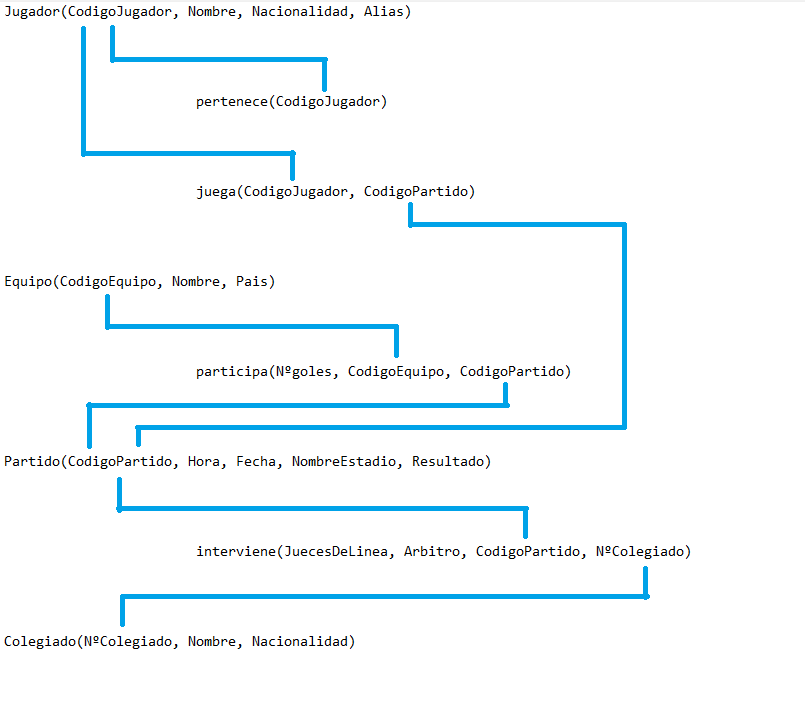 Jugador(CodigoJugador, Nombre, Nacionalidad, Alias)
pertenece(CodigoJugador)
juega(CodigoJugador, CodigoPartido)
Equipo(CodigoEquipo, Nombre, Pais)
participa(Nºgoles, CodigoEquipo, CodigoPartido)
Partido(CodigoPartido, Hora, Fecha, NombreEstadio, Resultado)
interviene(JuecesDeLinea, Arbitro, CodigoPartido, NºColegiado)
Colegiado(NºColegiado, Nombre, Nacionalidad)